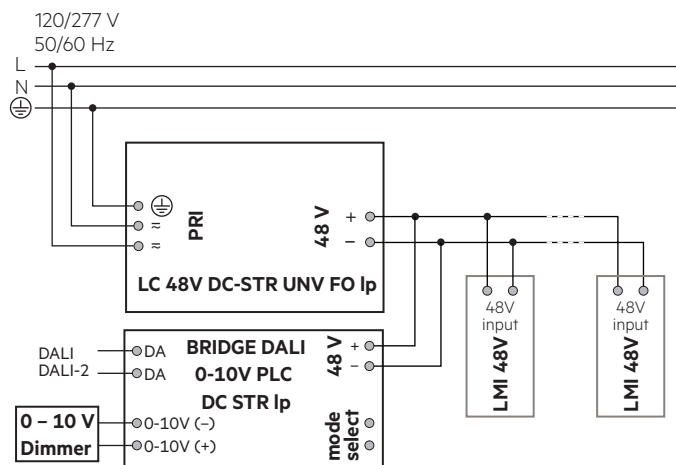 120/277 V
50/60 Hz
L
N
PRI
≂
≂
48 V
+
–
LC 48V DC-STR UNV FO lp
48V
input
LMI 48V
48V
input
LMI 48V
DALI
DALI-2
DA
DA
BRIDGE DALI
0-10V PLC
DC STR lp
48 V
+
–
0 – 10 V
Dimmer
0-10V (–)
0-10V (+)
mode
select